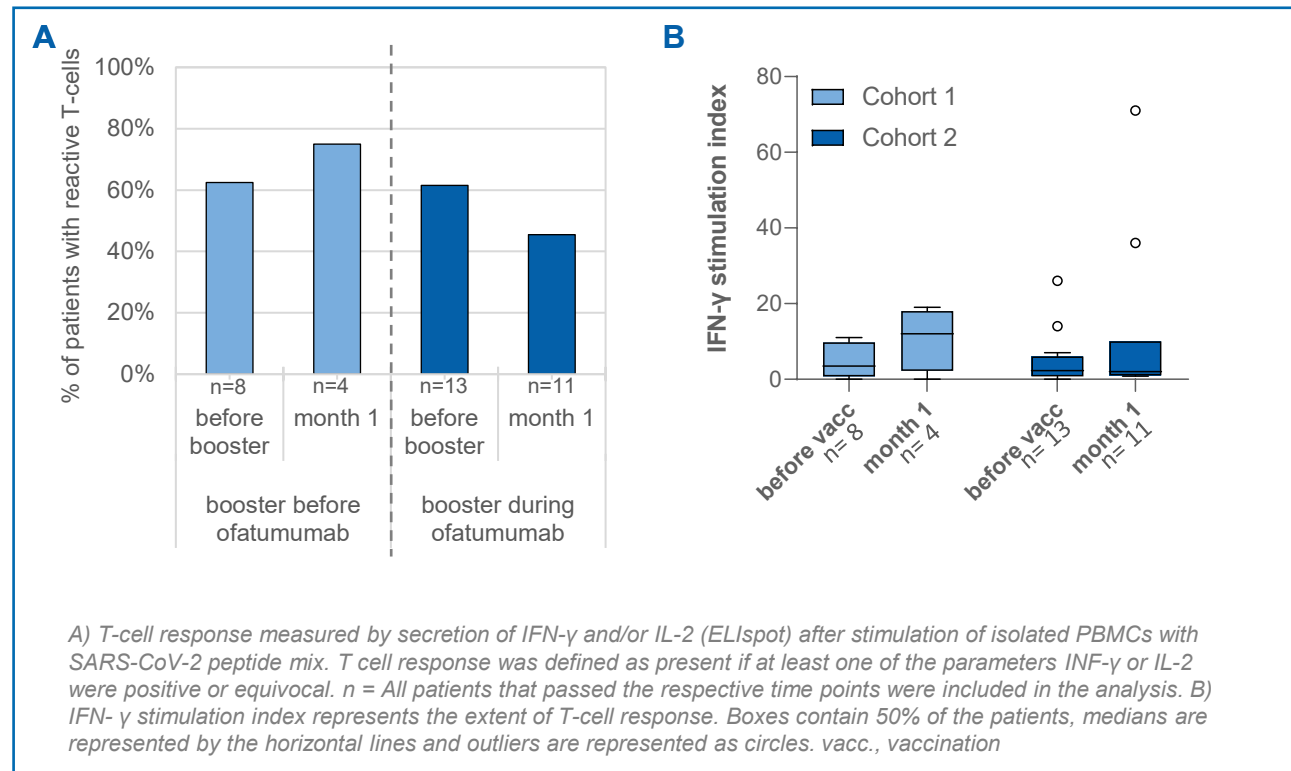 A
% of patients with reactive T-cells
100%
80%
60%
40%
20%
0%
n=8
n=4
n=13
n=11
before booster
month 1
before booster
month 1
booster before ofatumumab
booster during ofatumumab
B
IFN-γ stimulation index
80
60
40
20
0
Cohort 1
Cohort 2
before vacc
n= 8
month 1
n= 4
before vacc
n= 13
month 1
n= 11
A) T-cell response measured by secretion of IFN-γ and/or IL-2 (ELIspot) after stimulation of isolated PBMCs with
SARS-CoV-2 peptide mix. T cell response was defined as present if at least one of the parameters INF-γ or IL-2
were positive or equivocal. n = All patients that passed the respective time points were included in the analysis. B)
IFN- γ stimulation index represents the extent of T-cell response. Boxes contain 50% of the patients, medians are
represented by the horizontal lines and outliers are represented as circles. vacc., vaccination